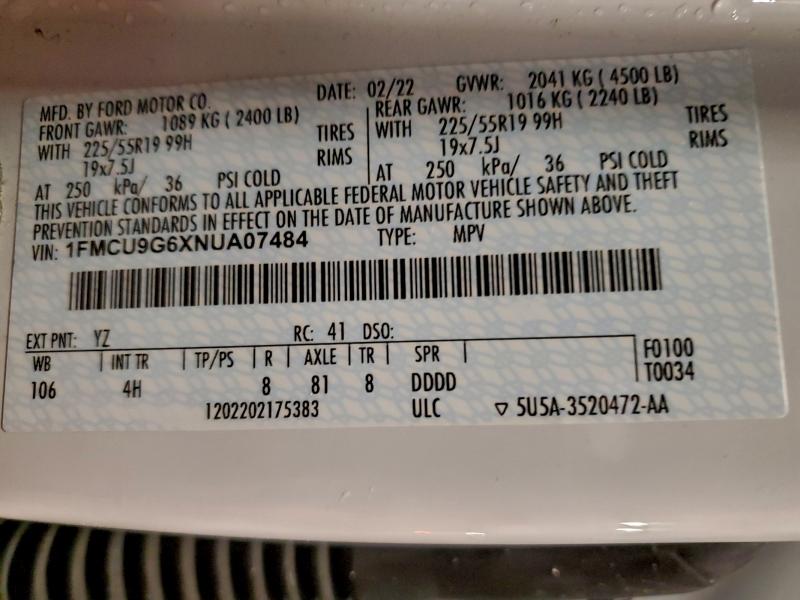 MFD. BY FORD MOTOR CO. DATE: 02/22 GVWR: 2041 KG ( 4500 LB)
FRONT GAWR: 1089 KG ( 2400 LB) REAR GAWR: 1016 KG ( 2240 LB)
WITH 225/55R19 99H TIRES WITH 225/55R19 99H TIRES
19x7.5J RIMS 19x7.5J RIMS
AT 250 kPa/ 36 PSI COLD AT 250 kPa/ 36 PSI COLD
THIS VEHICLE CONFORMS TO ALL APPLICABLE FEDERAL MOTOR VEHICLE SAFETY AND THEFT
PREVENTION STANDARDS IN EFFECT ON THE DATE OF MANUFACTURE SHOWN ABOVE.
VIN: 1FMCU9G6XNUA07484 TYPE: MPV
EXT PNT: YZ RC: 41 DSO:
WB INT TR TP/PS R AXLE TR SPR F0100
106 4H 8 81 8 DDDD T0034
1202202175383 ULC ▽ 5U5A-3520472-AA